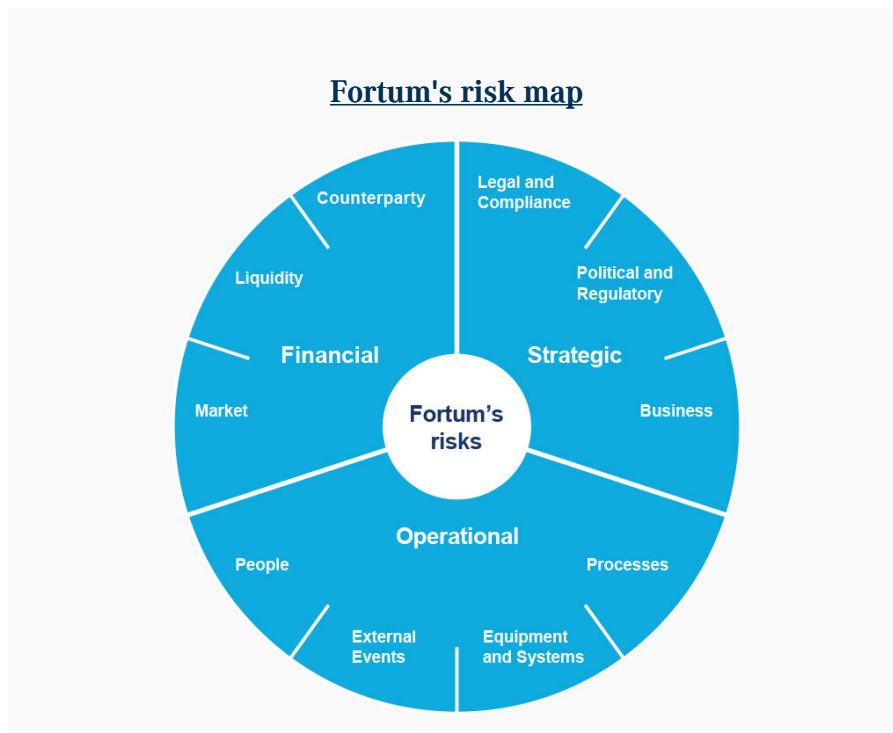 Fortum's risk map
Counterparty
Legal and
Compliance
Liquidity
Political and
Regulatory
Financial
Strategic
Market
Business
Fortum’s
risks
Operational
People
Processes
External
Events
Equipment
and Systems